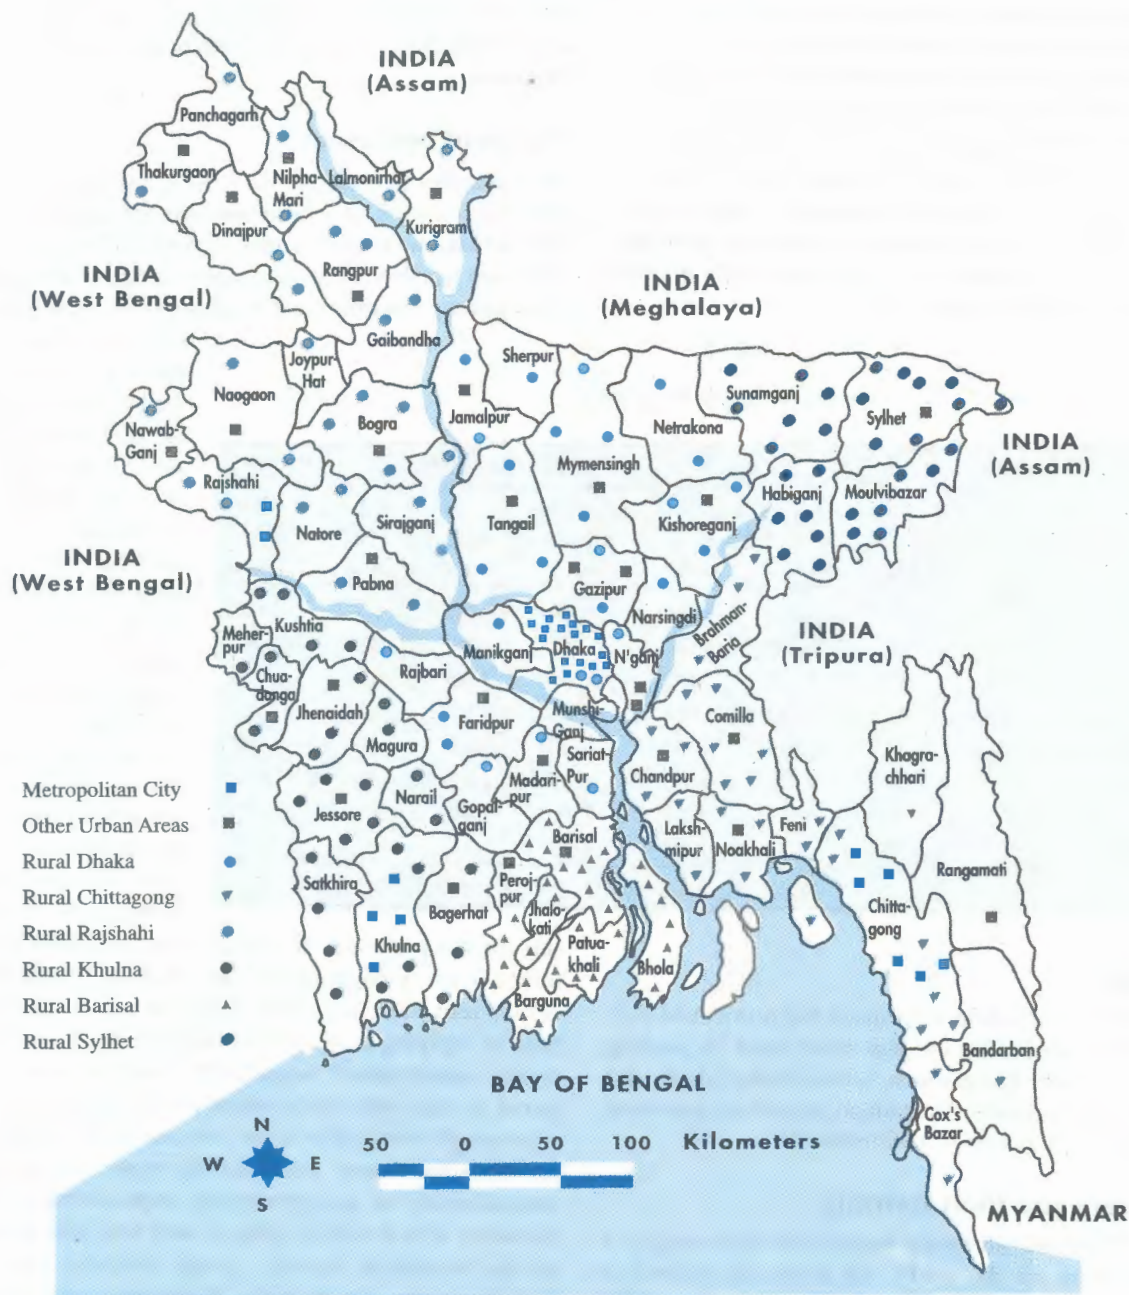 INDIA
(Assam)
Panchagarh
Thakurgaon
Nilpha-
Mari
Lalmonirhat
Dinajpur
Kurigram
Rangpur
INDIA
(West Bengal)
INDIA
(Meghalaya)
Gaibandha
Joypur-
Hat
Sherpur
Naogaon
Jamalpur
Sunamganj
Sylhet
Bogra
Nawab-
Ganj
Netrakona
INDIA
(Assam)
Mymensingh
Rajshahi
Habiganj
Moulvibazar
Natore
Sirajganj
Tangail
Kishoreganj
INDIA
(West Bengal)
Pabna
Gazipur
Narsingdi
Brahman-
Baria
Kushtia
Meher-
pur
Manikganj
Dhaka
N'ganj
INDIA
(Tripura)
Chua-
danga
Rajbari
Jhenaidah
Faridpur
Munshi-
Ganj
Comilla
Magura
Sariat-
Pur
Chandpur
Khagra-
chhari
Madari-
pur
Narail
Gopal-
ganj
Jessore
Barisal
Laksh-
mipur
Noakhali
Feni
Metropolitan City
Other Urban Areas
Rural Dhaka
Rural Chittagong
Rural Rajshahi
Rural Khulna
Rural Barisal
Rural Sylhet
Satkhira
Bagerhat
Peroj-
pur
Jhalo-
kati
Rangamati
Chitta-
gong
Khulna
Patua-
khali
Bhola
Barguna
Bandarban
BAY OF BENGAL
Cox's
Bazar
N
W E
S
50 0 50 100 Kilometers
MYANMAR